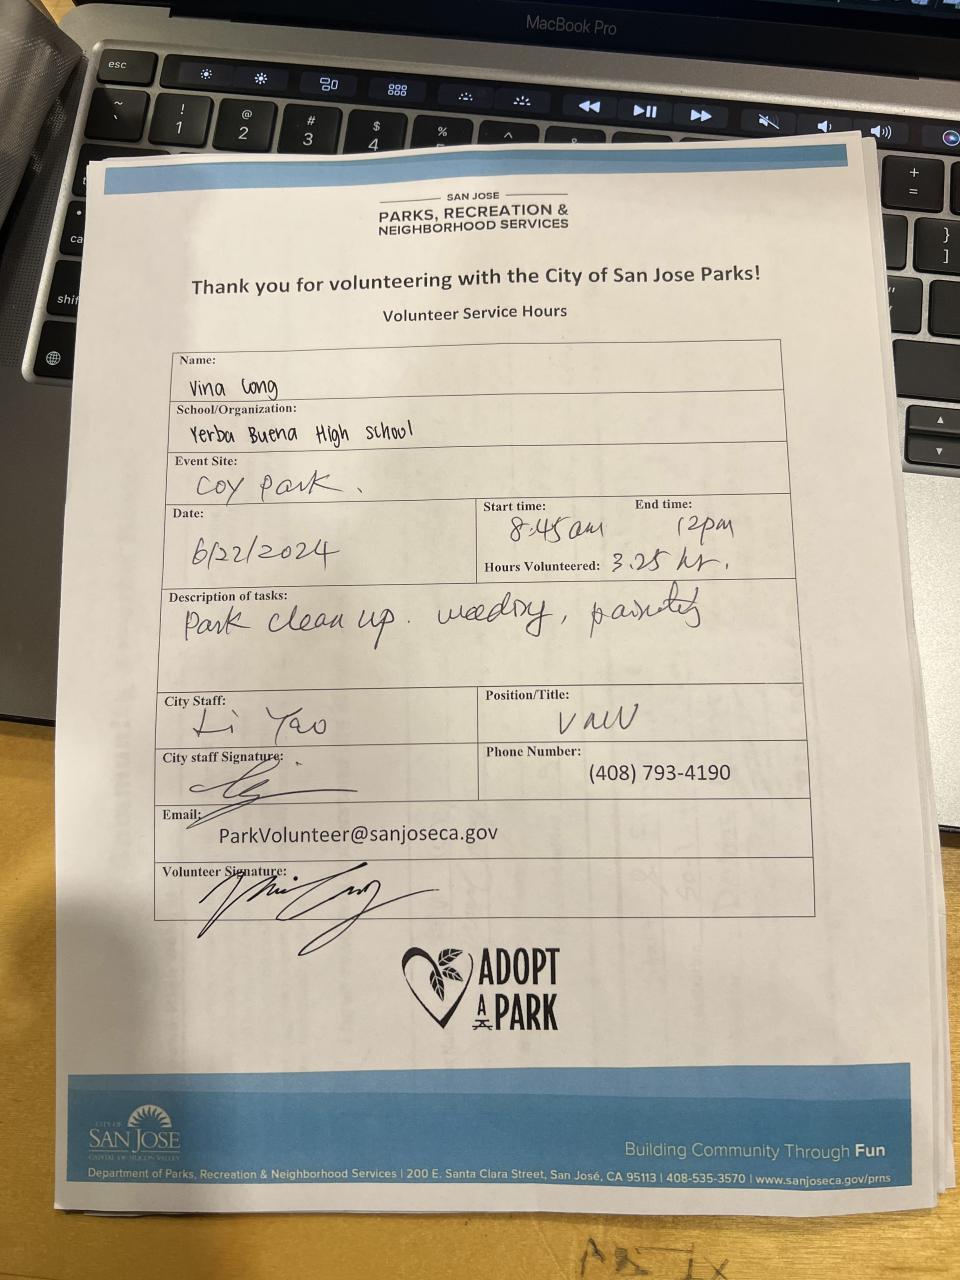 MacBook Pro
esc
~
`
!
1
@
2
#
3
$
4
%
^
+
=
}
]
SAN JOSE
PARKS, RECREATION &
NEIGHBORHOOD SERVICES
Thank you for volunteering with the City of San Jose Parks!
Volunteer Service Hours
Name:
Vina Cong
School/Organization:
Yerba Buena High school
Event Site:
Coy Park.
Date:
6/22/2024
Start time: End time:
8:45am 12pm
Hours Volunteered: 3.25 hr.
Description of tasks:
Park clean up. weeding, painting
City Staff:
Li Yao
Position/Title:
City staff Signature:
Phone Number:
(408) 793-4190
Email:
ParkVolunteer@sanjoseca.gov
Volunteer Signature:
ADOPT
A
PARK
CITY OF
SAN JOSE
CAPITAL OF SILICON VALLEY
Building Community Through Fun
Department of Parks, Recreation & Neighborhood Services | 200 E. Santa Clara Street, San José, CA 95113 | 408-535-3570 | www.sanjoseca.gov/prns